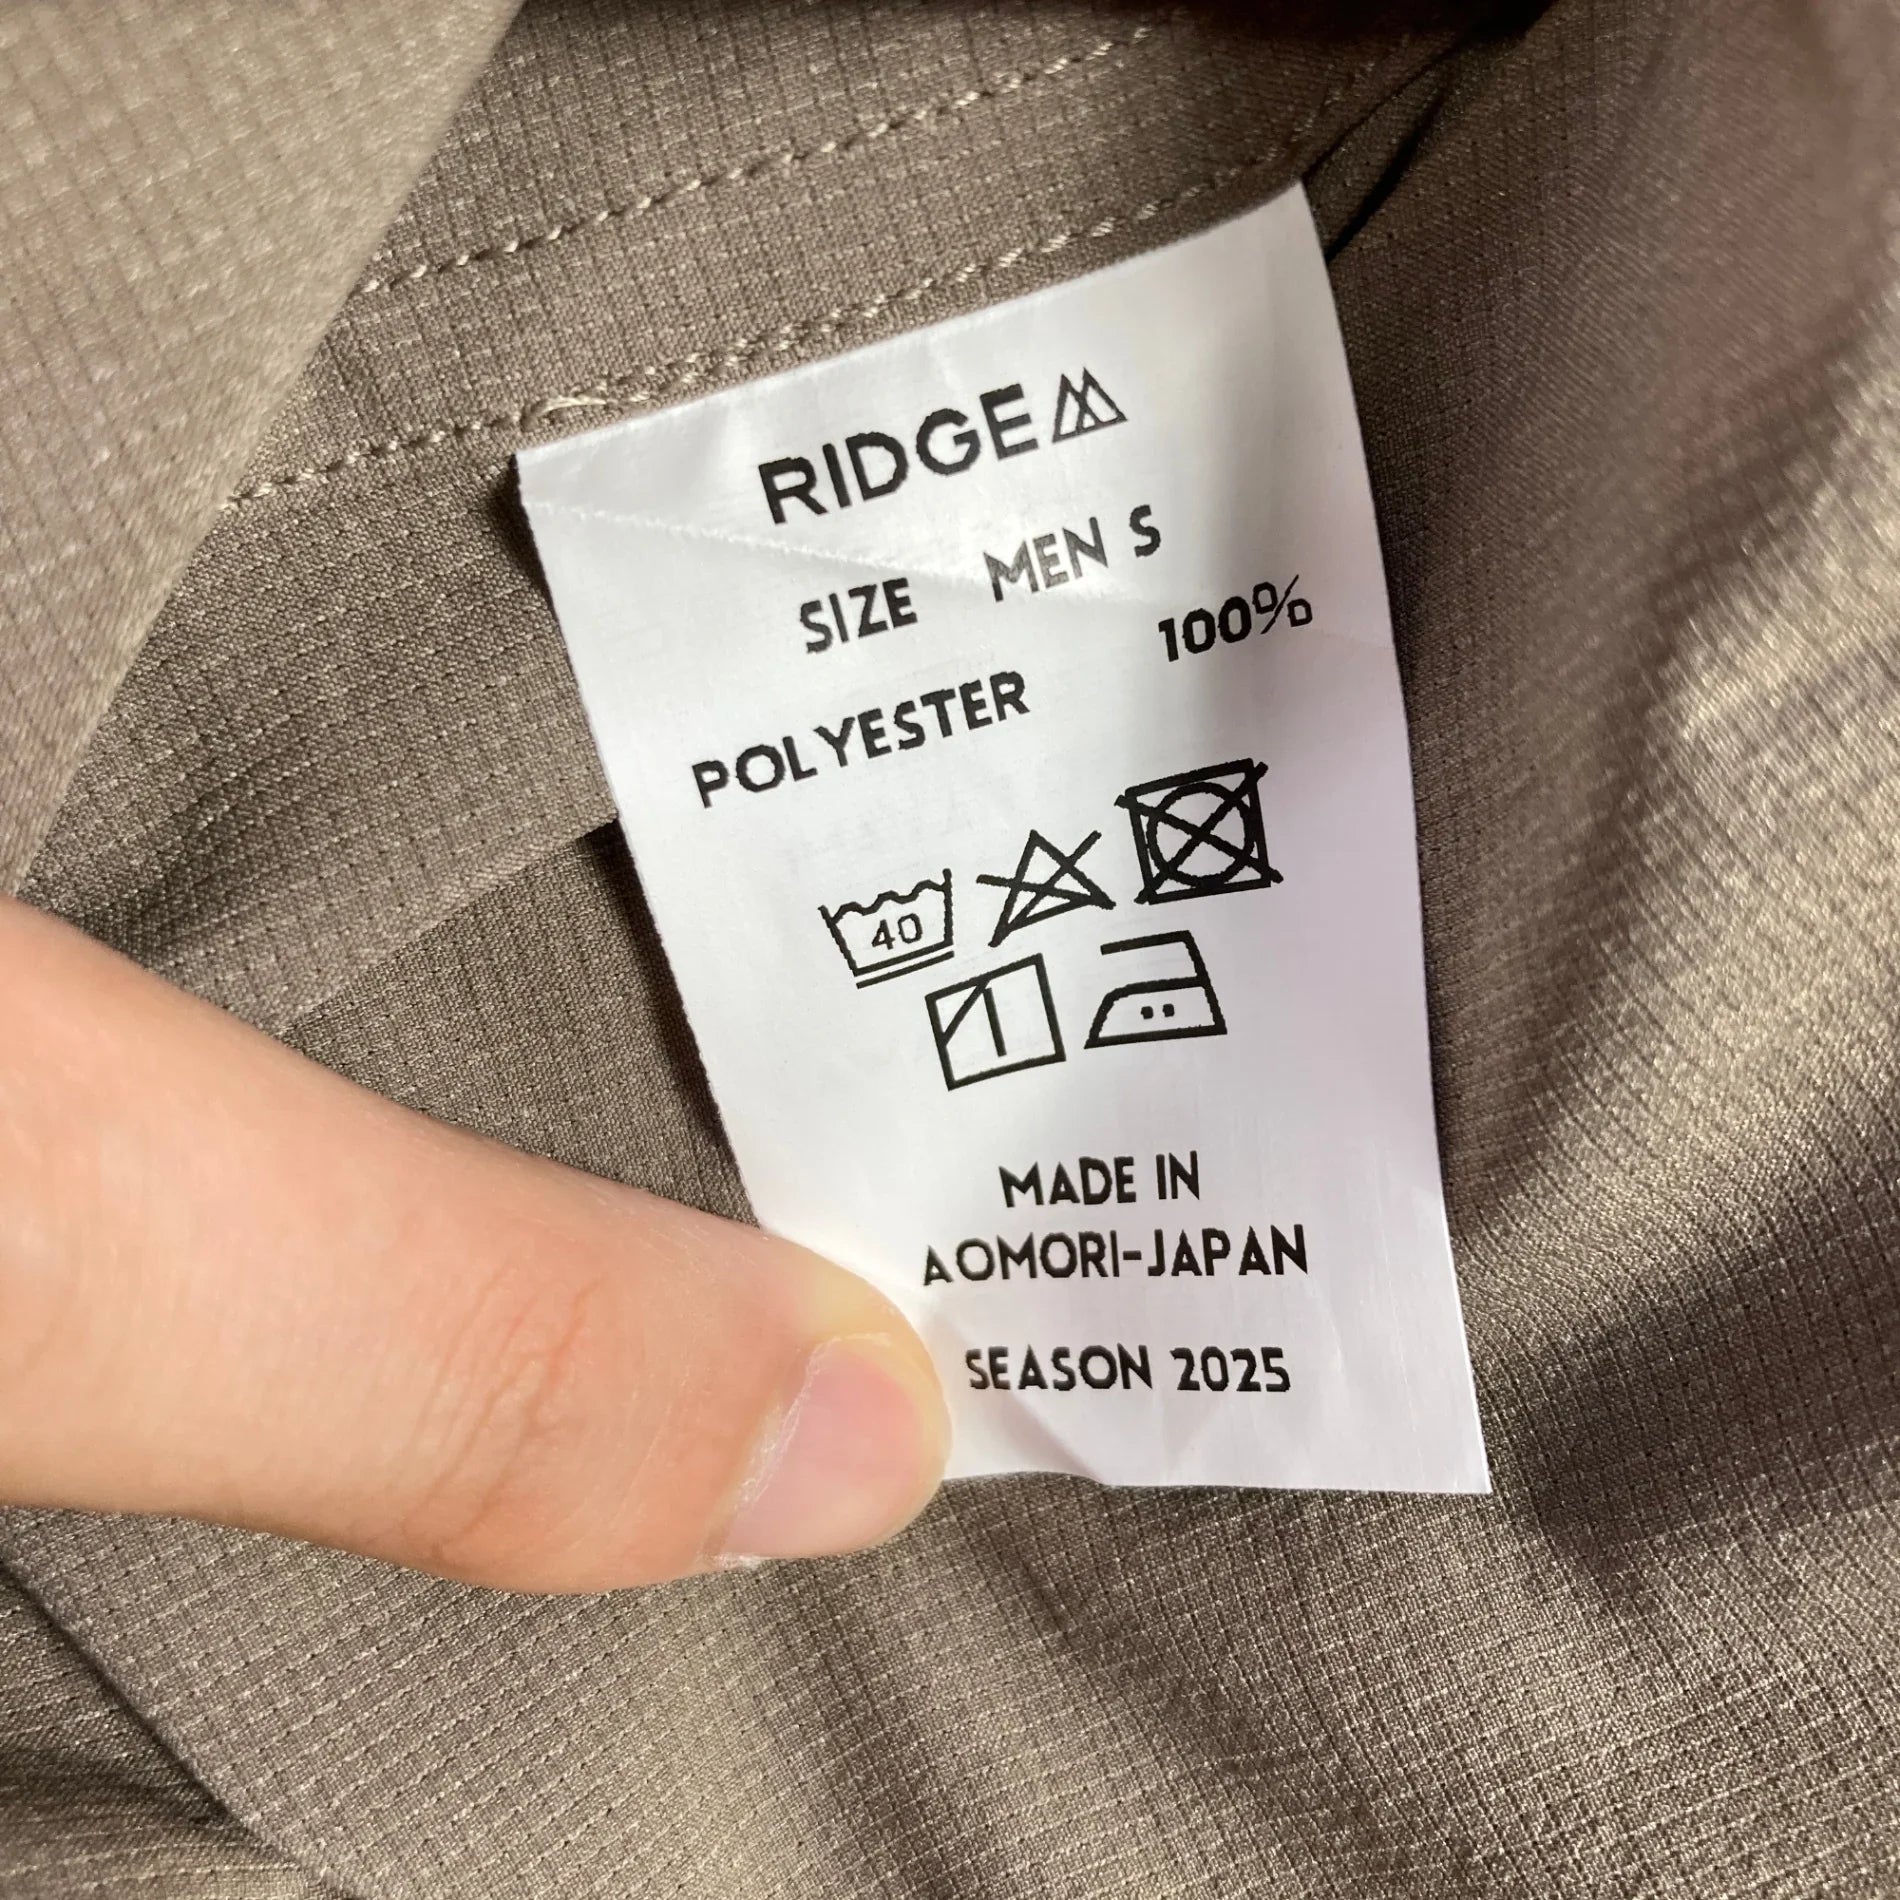 RIDGE
SIZE MEN S
POLYESTER 100%
40
MADE IN
AOMORI-JAPAN
SEASON 2025